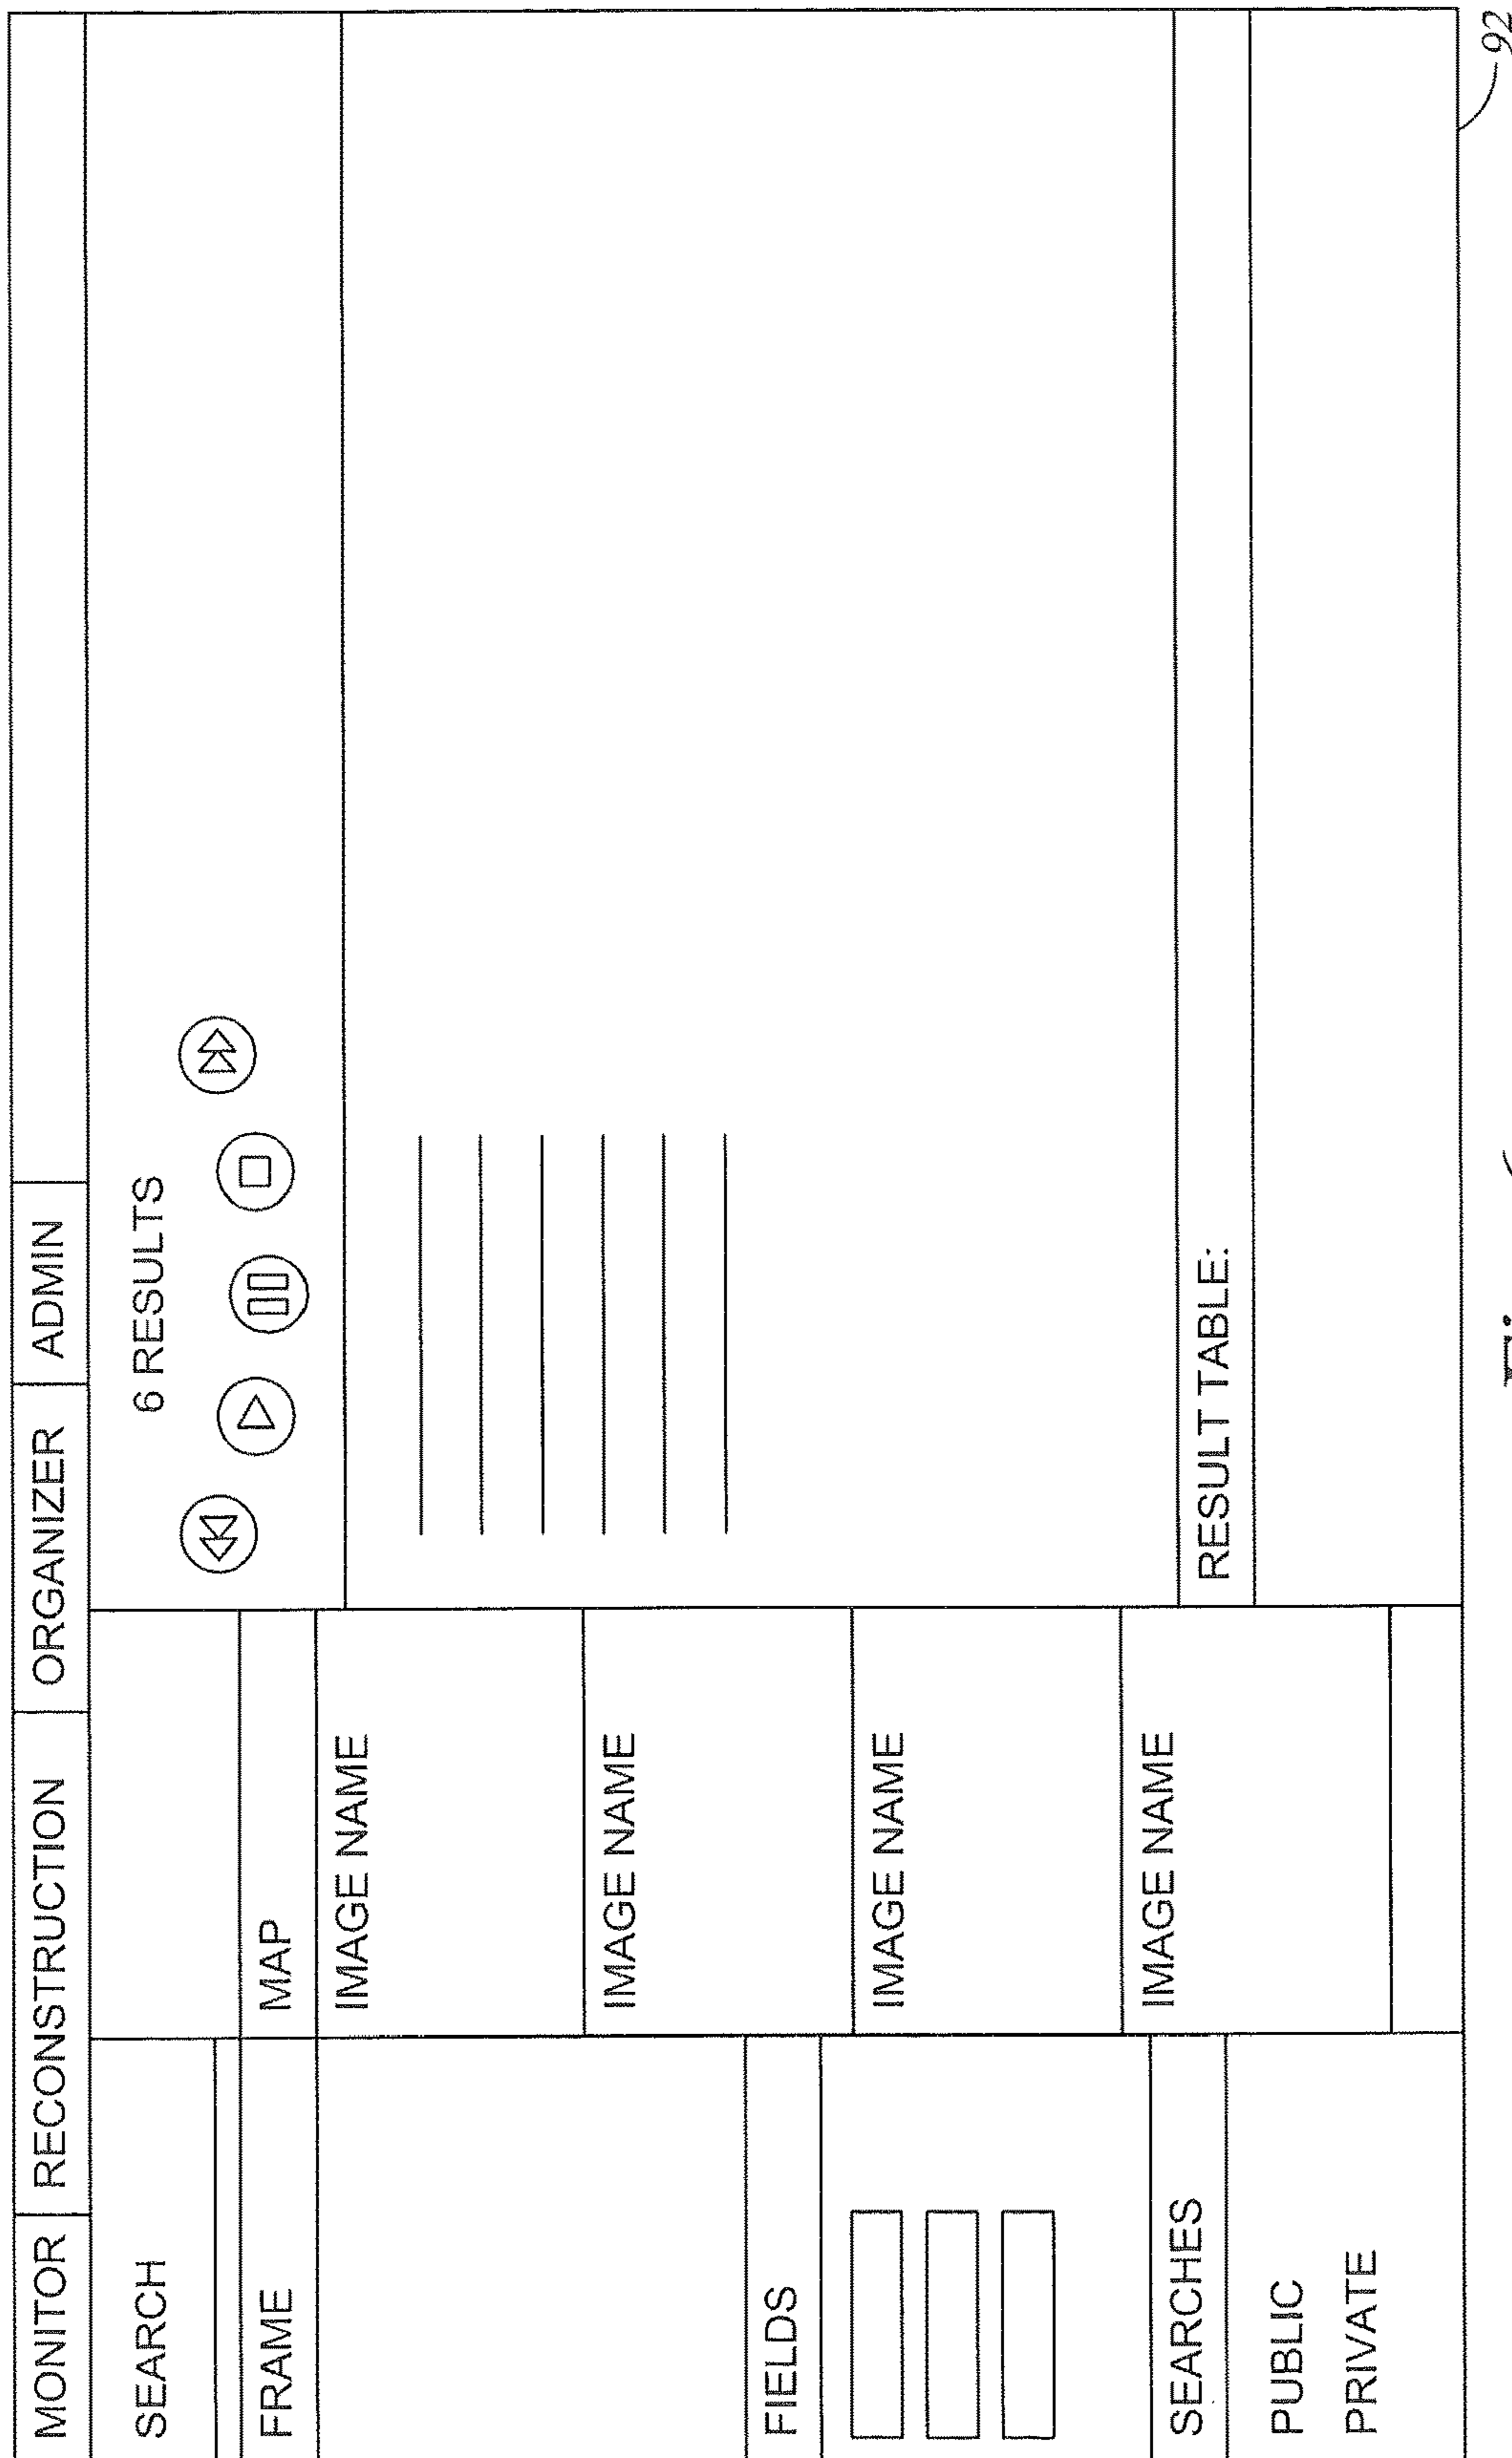 MONITOR RECONSTRUCTION ORGANIZER ADMIN
SEARCH
6 RESULTS
FRAME
MAP
IMAGE NAME
IMAGE NAME
FIELDS
IMAGE NAME
IMAGE NAME
SEARCHES
RESULT TABLE:
PUBLIC
PRIVATE
92